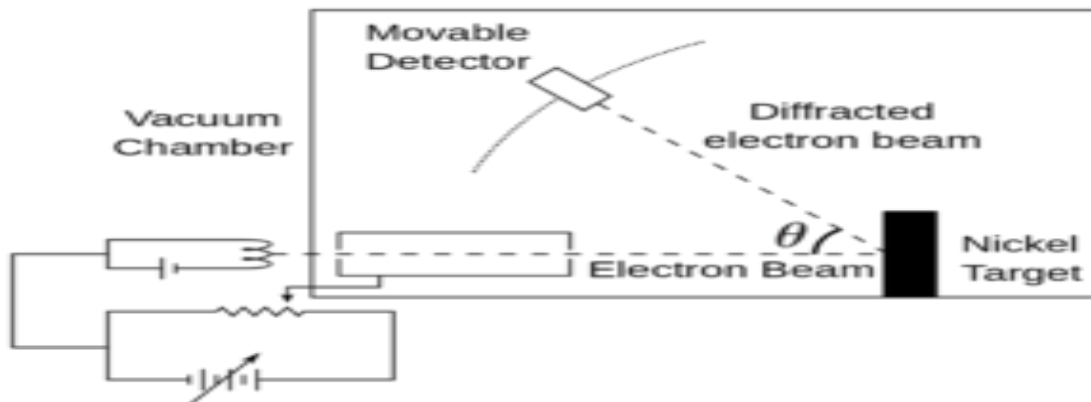 Movable
Detector
Vacuum
Chamber
Diffracted
electron beam
θ
Electron Beam
Nickel
Target